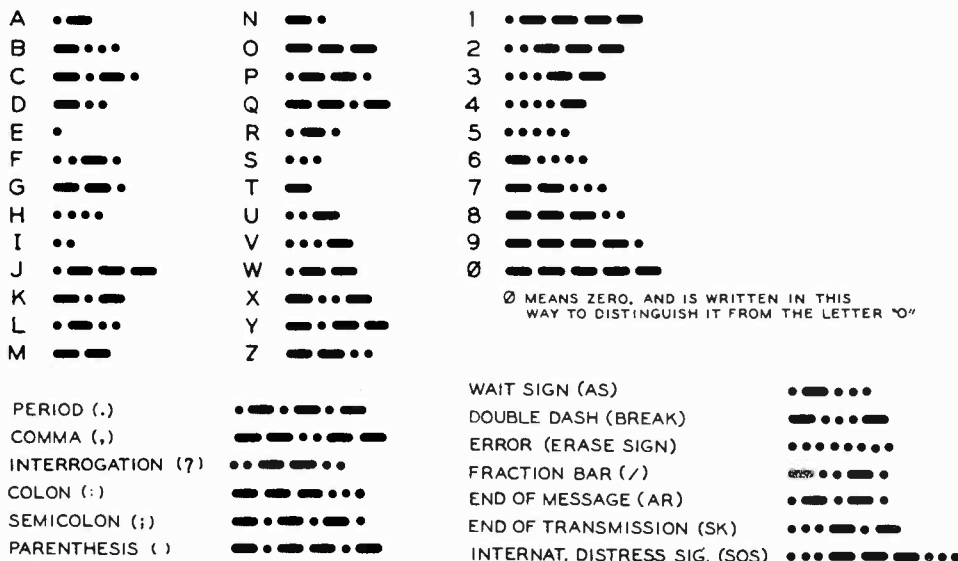 A
B
C
D
E
F
G
H
I
J
K
L
M
N
O
P
Q
R
S
T
U
V
W
X
Y
Z
1
2
3
4
5
6
7
8
9
Ø
Ø MEANS ZERO, AND IS WRITTEN IN THIS
WAY TO DISTINGUISH IT FROM THE LETTER "O"
PERIOD (.)
COMMA (,)
INTERROGATION (?)
COLON (:)
SEMICOLON (;)
PARENTHESIS ( )
WAIT SIGN (AS)
DOUBLE DASH (BREAK)
ERROR (ERASE SIGN)
FRACTION BAR (/)
END OF MESSAGE (AR)
END OF TRANSMISSION (SK)
INTERNAT. DISTRESS SIG. (SOS)